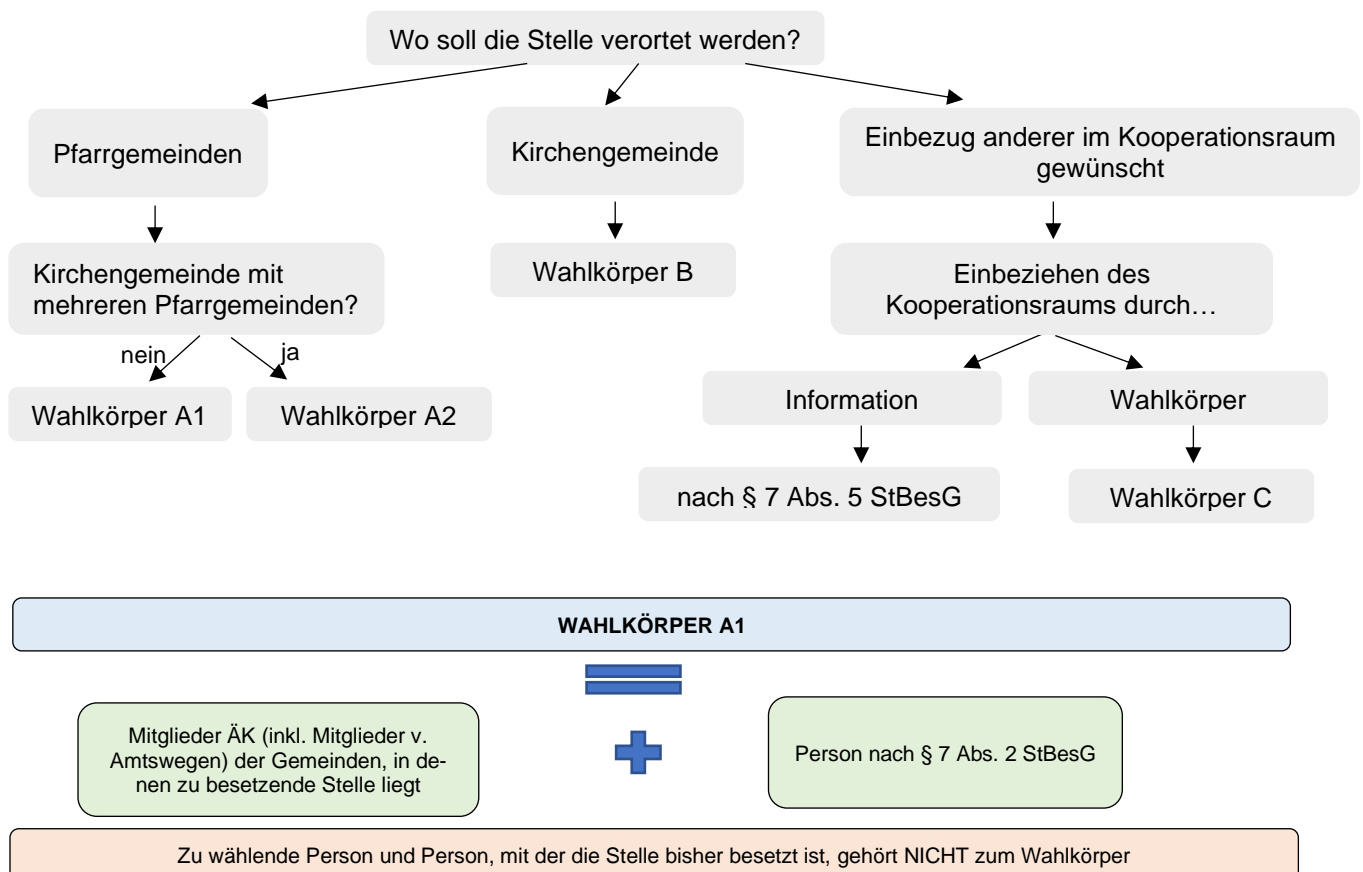 Wo soll die Stelle verortet werden?
Pfarrgemeinden
Kirchengemeinde
Einbezug anderer im Kooperationsraum
gewünscht
Kirchengemeinde mit
mehreren Pfarrgemeinden?
Wahlkörper B
Einbeziehen des
Kooperationsraums durch…
nein
ja
Wahlkörper A1
Wahlkörper A2
Information
Wahlkörper
nach § 7 Abs. 5 StBesG
Wahlkörper C
WAHLKÖRPER A1
Mitglieder ÄK (inkl. Mitglieder v.
Amtswegen) der Gemeinden, in de-
nen zu besetzende Stelle liegt
Person nach § 7 Abs. 2 StBesG
Zu wählende Person und Person, mit der die Stelle bisher besetzt ist, gehört NICHT zum Wahlkörper